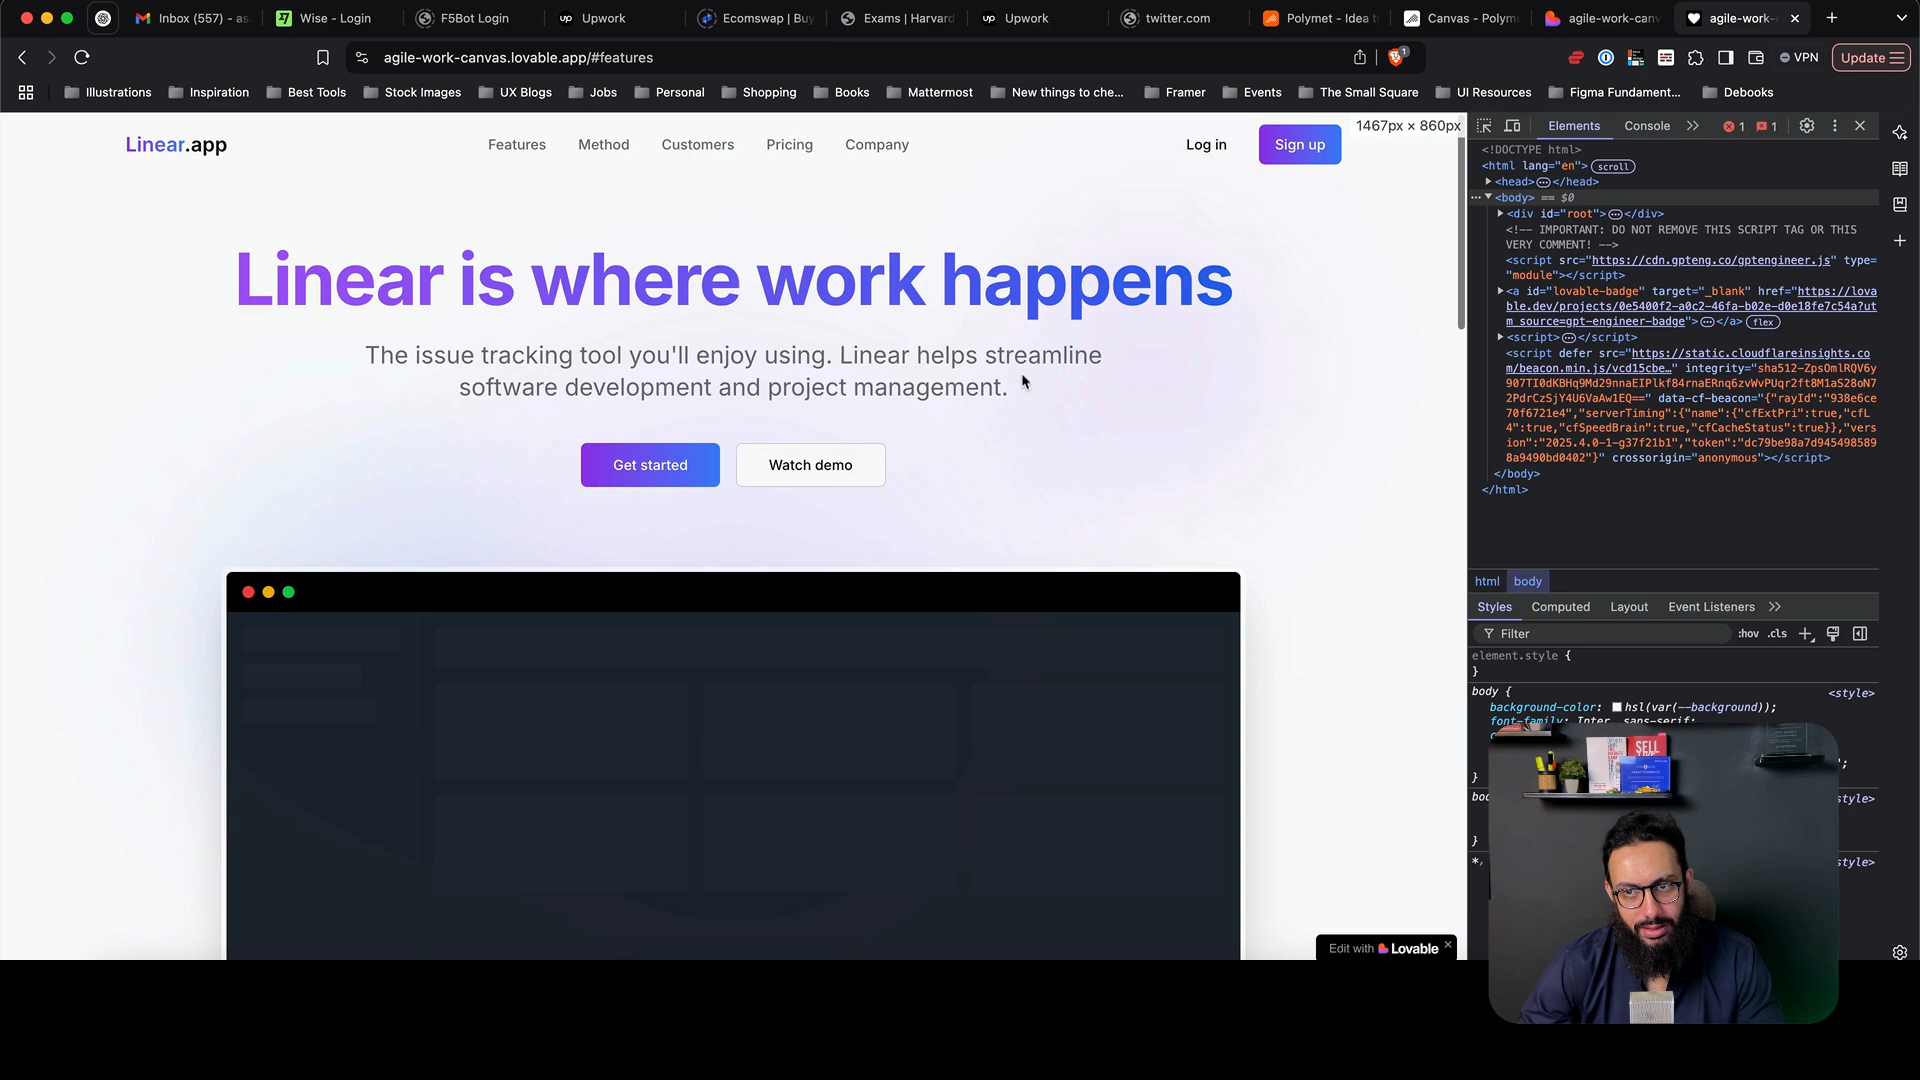 Inbox (557) - as
Wise - Login
F5Bot Login
up Upwork
Ecomswap | Buy
Exams | Harvard
up Upwork
twitter.com
Polymet - Idea t
Canvas - Polym
agile-work-canv
agile-work-
agile-work-canvas.lovable.app/#features
1
VPN
Update
Illustrations
Inspiration
Best Tools
Stock Images
UX Blogs
Jobs
Personal
Shopping
Books
Mattermost
New things to che...
Framer
Events
The Small Square
UI Resources
Figma Fundament...
Debooks
Linear.app
Features
Method
Customers
Pricing
Company
Log in
Sign up
1467px × 860px
Linear is where work happens
The issue tracking tool you'll enjoy using. Linear helps streamline
software development and project management.
Get started
Watch demo
Edit with Lovable
Elements
Console
1
1
<!DOCTYPE html>
<html lang="en"> scroll
<head> </head>
<body> == $0
<div id="root"> </div>
<!-- IMPORTANT: DO NOT REMOVE THIS SCRIPT TAG OR THIS
VERY COMMENT! -->
<script src="https://cdn.gpteng.co/gptengineer.js" type=
"module"></script>
<a id="lovable-badge" target="_blank" href="https://lova
ble.dev/projects/0e5400f2-a0c2-46fa-b02e-d0e18fe7c54a?ut
m_source=gpt-engineer-badge"> </a> flex
<script> </script>
<script defer src="https://static.cloudflareinsights.co
m/beacon.min.js/vcd15cbe…" integrity="sha512-ZpsOmlRQV6y
907TI0dKBHq9Md29nnaEIPlkf84rnaERnq6zvWvPUqr2ft8M1aS28oN7
2PdrCzSjY4U6VaAw1EQ==" data-cf-beacon="{"rayId":"938e6ce
70f6721e4","serverTiming":{"name":{"cfExtPri":true,"cfL
4":true,"cfSpeedBrain":true,"cfCacheStatus":true}},"vers
ion":"2025.4.0-1-g37f21b1","token":"dc79be98a7d945498589
8a9490bd0402"}" crossorigin="anonymous"></script>
</body>
</html>
html
body
Styles
Computed
Layout
Event Listeners
Filter
:hov
.cls
element.style {
}
body {
<style>
background-color: hsl(var(--background));
font-family: Inter, sans-serif;
}
style>
}
style>
SELL